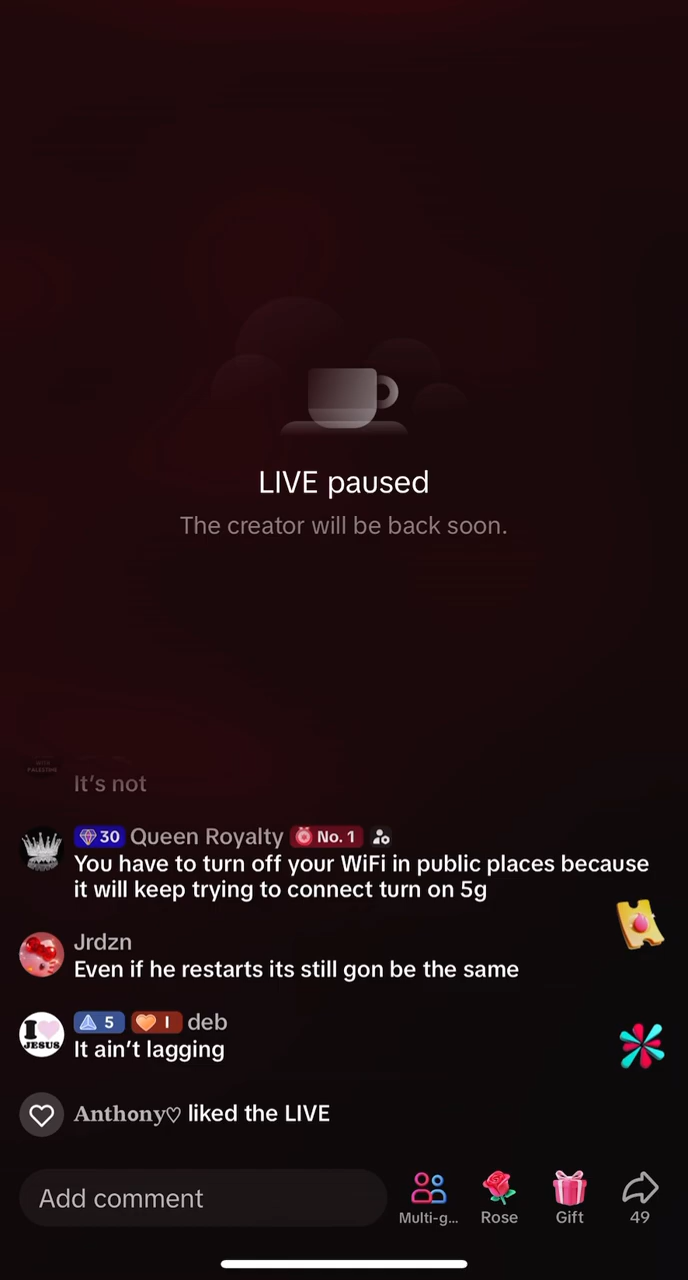 LIVE paused
The creator will be back soon.
It's not
30 Queen Royalty No. 1
You have to turn off your WiFi in public places because
it will keep trying to connect turn on 5g
Jrdzn
Even if he restarts its still gon be the same
I JESUS
5 I deb
It ain't lagging
Anthony♡ liked the LIVE
Add comment
Multi-g...
Rose
Gift
49